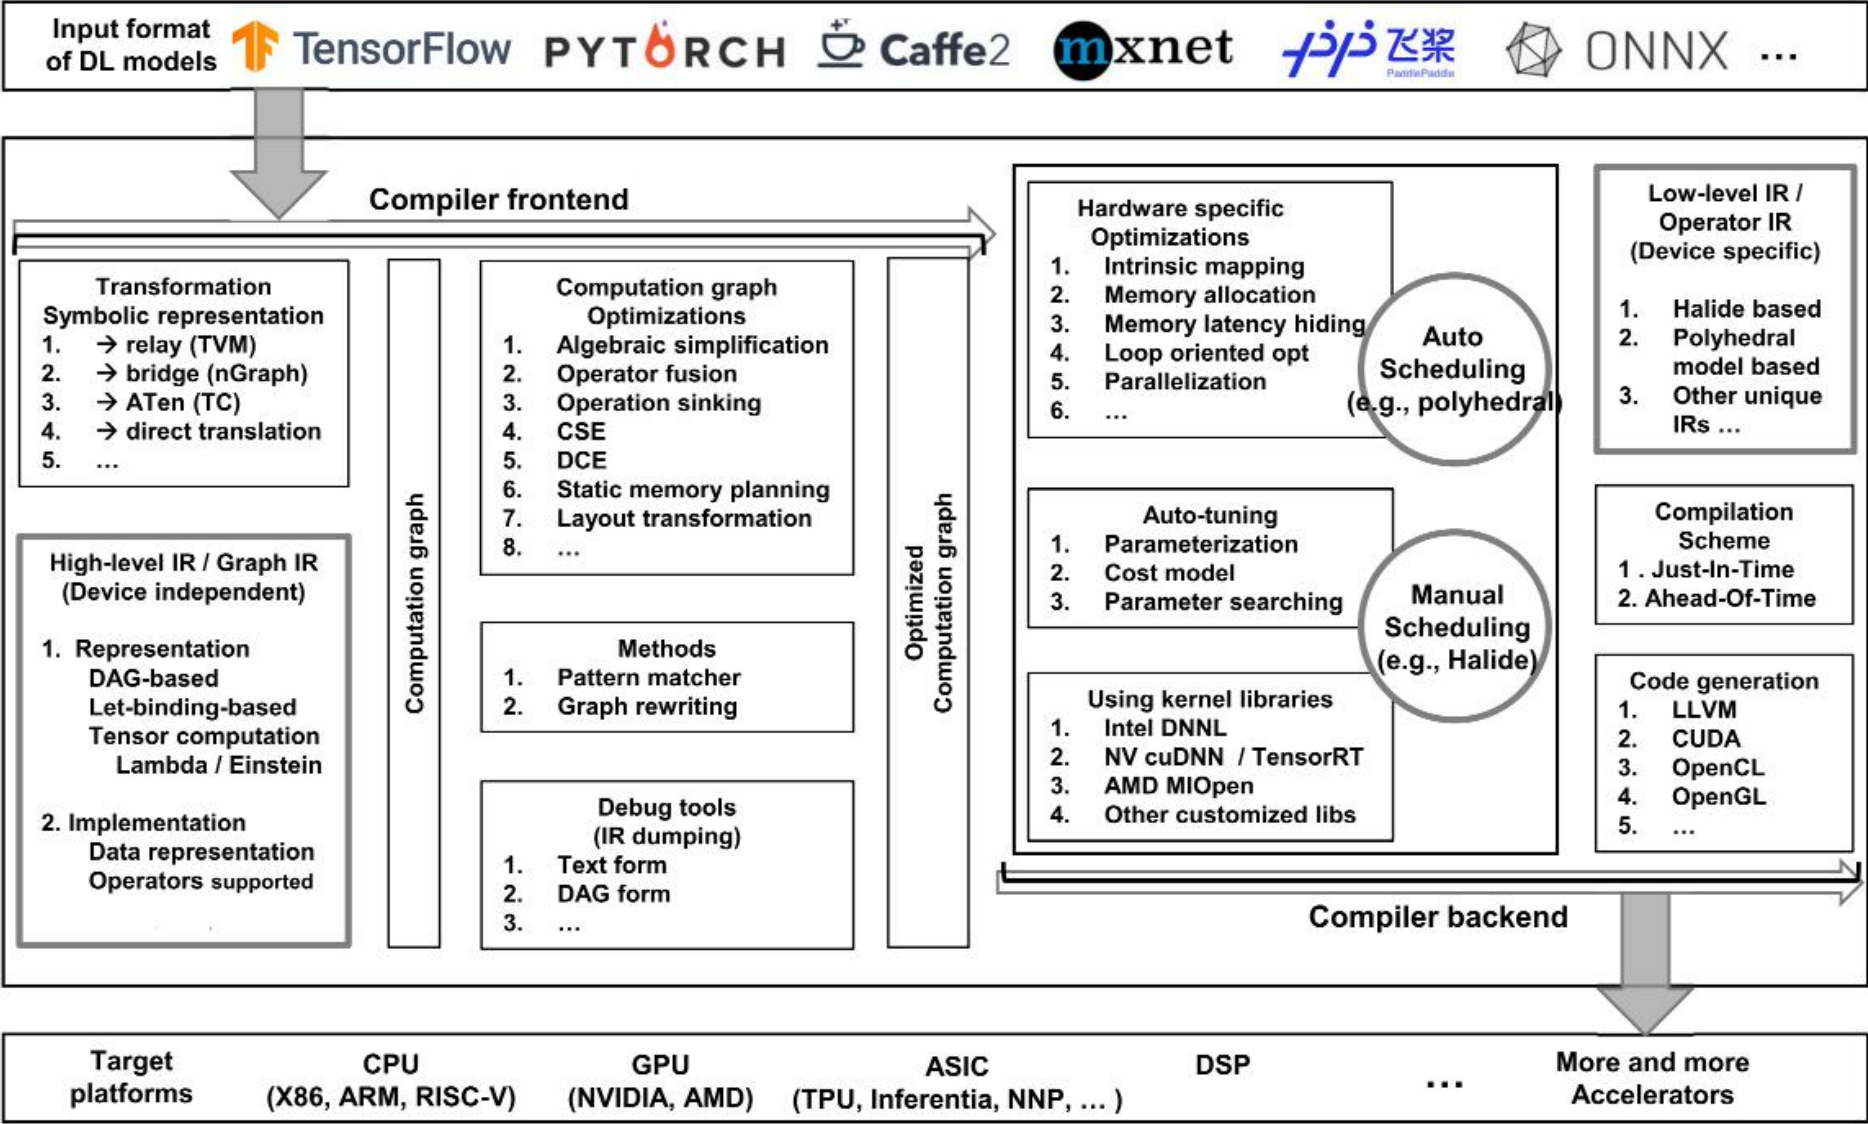 Input format
of DL models
TensorFlow
PYTORCH
Caffe2
mxnet
飞桨
PaddlePaddle
ONNX
...
Compiler frontend
Transformation
Symbolic representation
1. → relay (TVM)
2. → bridge (nGraph)
3. → ATen (TC)
4. → direct translation
5. ...
High-level IR / Graph IR
(Device independent)
1. Representation
DAG-based
Let-binding-based
Tensor computation
Lambda / Einstein
2. Implementation
Data representation
Operators supported
Computation graph
Computation graph
Optimizations
1. Algebraic simplification
2. Operator fusion
3. Operation sinking
4. CSE
5. DCE
6. Static memory planning
7. Layout transformation
8. ...
Methods
1. Pattern matcher
2. Graph rewriting
Debug tools
(IR dumping)
1. Text form
2. DAG form
3. ...
Optimized
Computation graph
Hardware specific
Optimizations
1. Intrinsic mapping
2. Memory allocation
3. Memory latency hiding
4. Loop oriented opt
5. Parallelization
6. ...
Auto
Scheduling
(e.g., polyhedral)
Auto-tuning
1. Parameterization
2. Cost model
3. Parameter searching
Manual
Scheduling
(e.g., Halide)
Using kernel libraries
1. Intel DNNL
2. NV cuDNN / TensorRT
3. AMD MIOpen
4. Other customized libs
Low-level IR /
Operator IR
(Device specific)
1. Halide based
2. Polyhedral
model based
3. Other unique
IRs ...
Compilation
Scheme
1 . Just-In-Time
2. Ahead-Of-Time
Code generation
1. LLVM
2. CUDA
3. OpenCL
4. OpenGL
5. ...
Compiler backend
Target
platforms
CPU
(X86, ARM, RISC-V)
GPU
(NVIDIA, AMD)
ASIC
(TPU, Inferentia, NNP, ... )
DSP
...
More and more
Accelerators